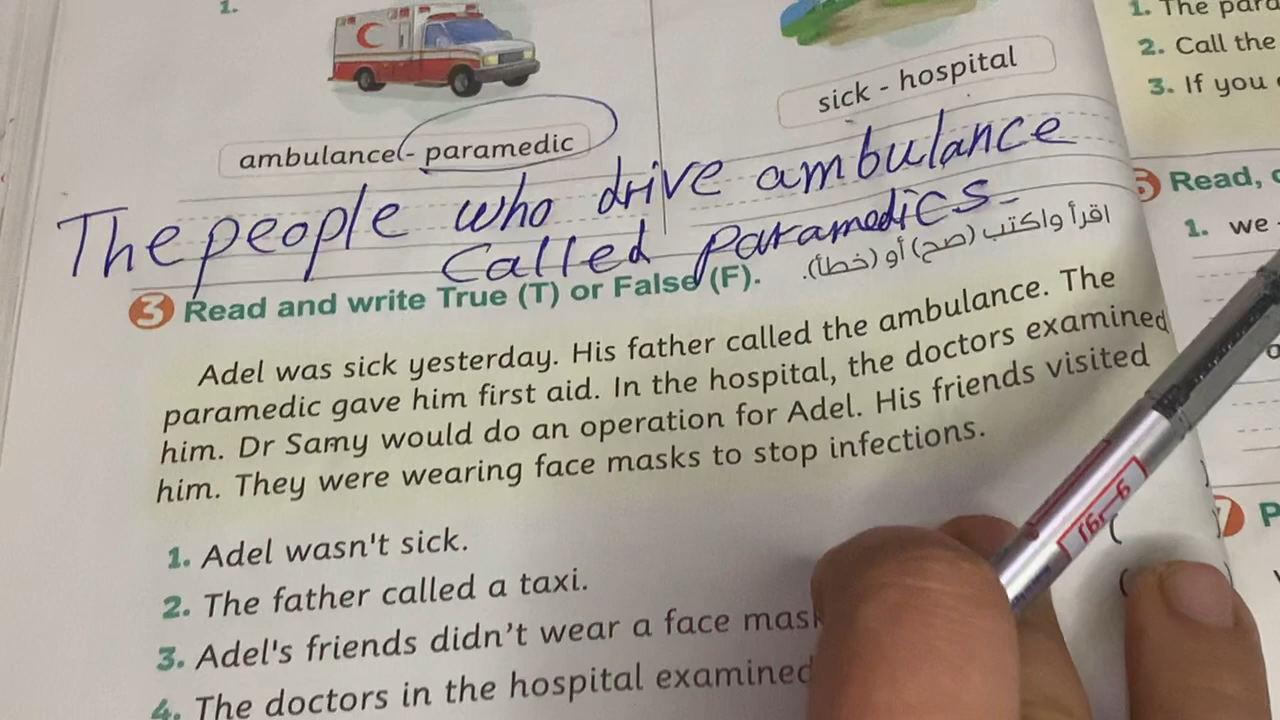 1.
ambulance - paramedic
sick - hospital
The people who drive ambulance
called paramedics.
3 Read and write True (T) or False (F).
اقرأ واكتب (صح) أو (خطأ).
Adel was sick yesterday. His father called the ambulance. The
paramedic gave him first aid. In the hospital, the doctors examined
him. Dr Samy would do an operation for Adel. His friends visited
him. They were wearing face masks to stop infections.
1. Adel wasn't sick.
2. The father called a taxi.
3. Adel's friends didn't wear a face mask
4. The doctors in the hospital examined
1. The para
2. Call the
3. If you
Read,
1. we
7 P